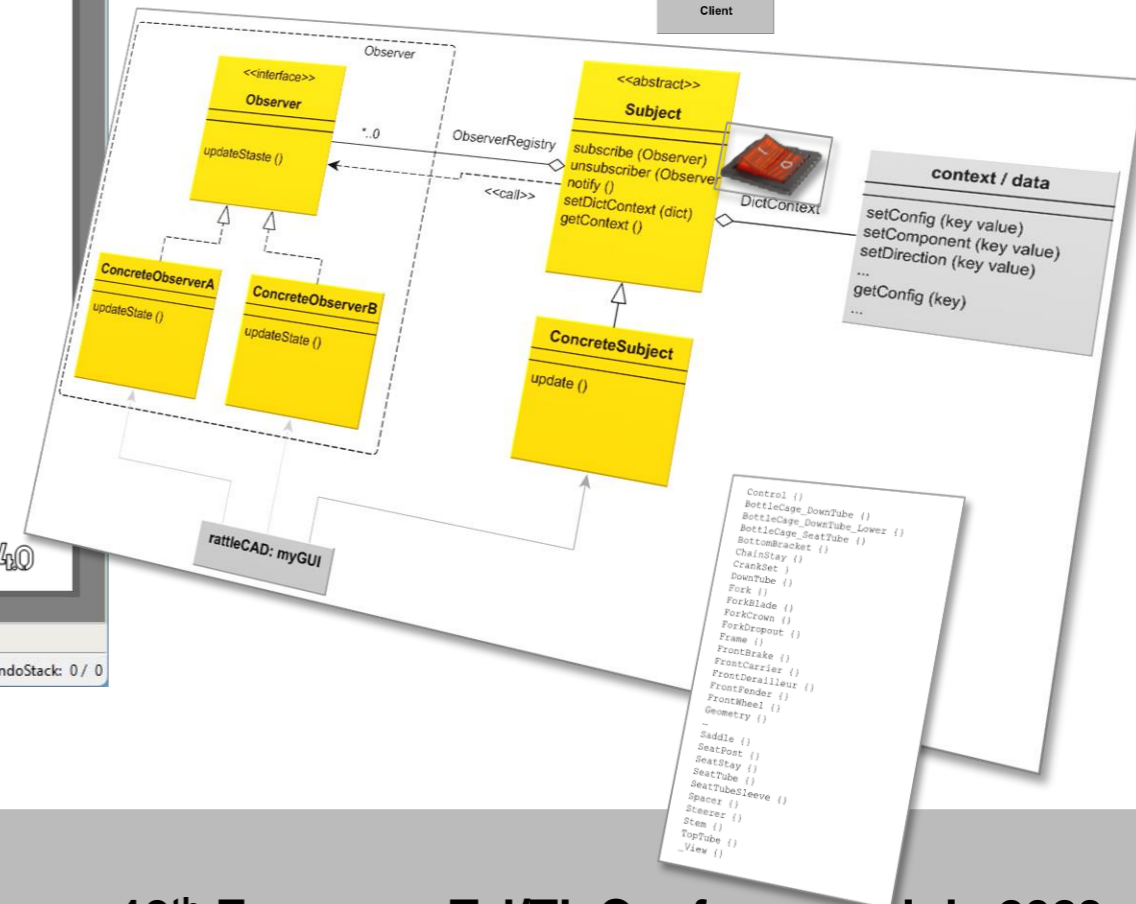 Client
Observer
<<interface>>
Observer
updateStaste ()
*..0
ObserverRegistry
<<call>>
<<abstract>>
Subject
subscribe (Observer)
unsubscriber (Observe
notify ()
setDictContext (dict)
getContext ()
DictContext
context / data
setConfig (key value)
setComponent (key value)
setDirection (key value)
...
getConfig (key)
...
ConcreteObserverA
updateState ()
ConcreteObserverB
updateState ()
ConcreteSubject
update ()
rattleCAD: myGUI
Control {}
BottleCage_DownTube {}
BottleCage_DownTube_Lower {}
BottleCage_SeatTube {}
BottomBracket {}
ChainStay {}
CrankSet }
DownTube {}
Fork {}
ForkBlade {}
ForkCrown {}
ForkDropout {}
Frame {}
FrontBrake {}
FrontCarrier {}
FrontDerailleur {}
FrontFender {}
FrontWheel {}
Geometry {}
…
Saddle {}
SeatPost {}
SeatStay {}
SeatTube {}
SeatTubeSleeve {}
Spacer {}
Steerer {}
Stem {}
TopTube {}
_View {}
40
ndoStack: 0 / 0